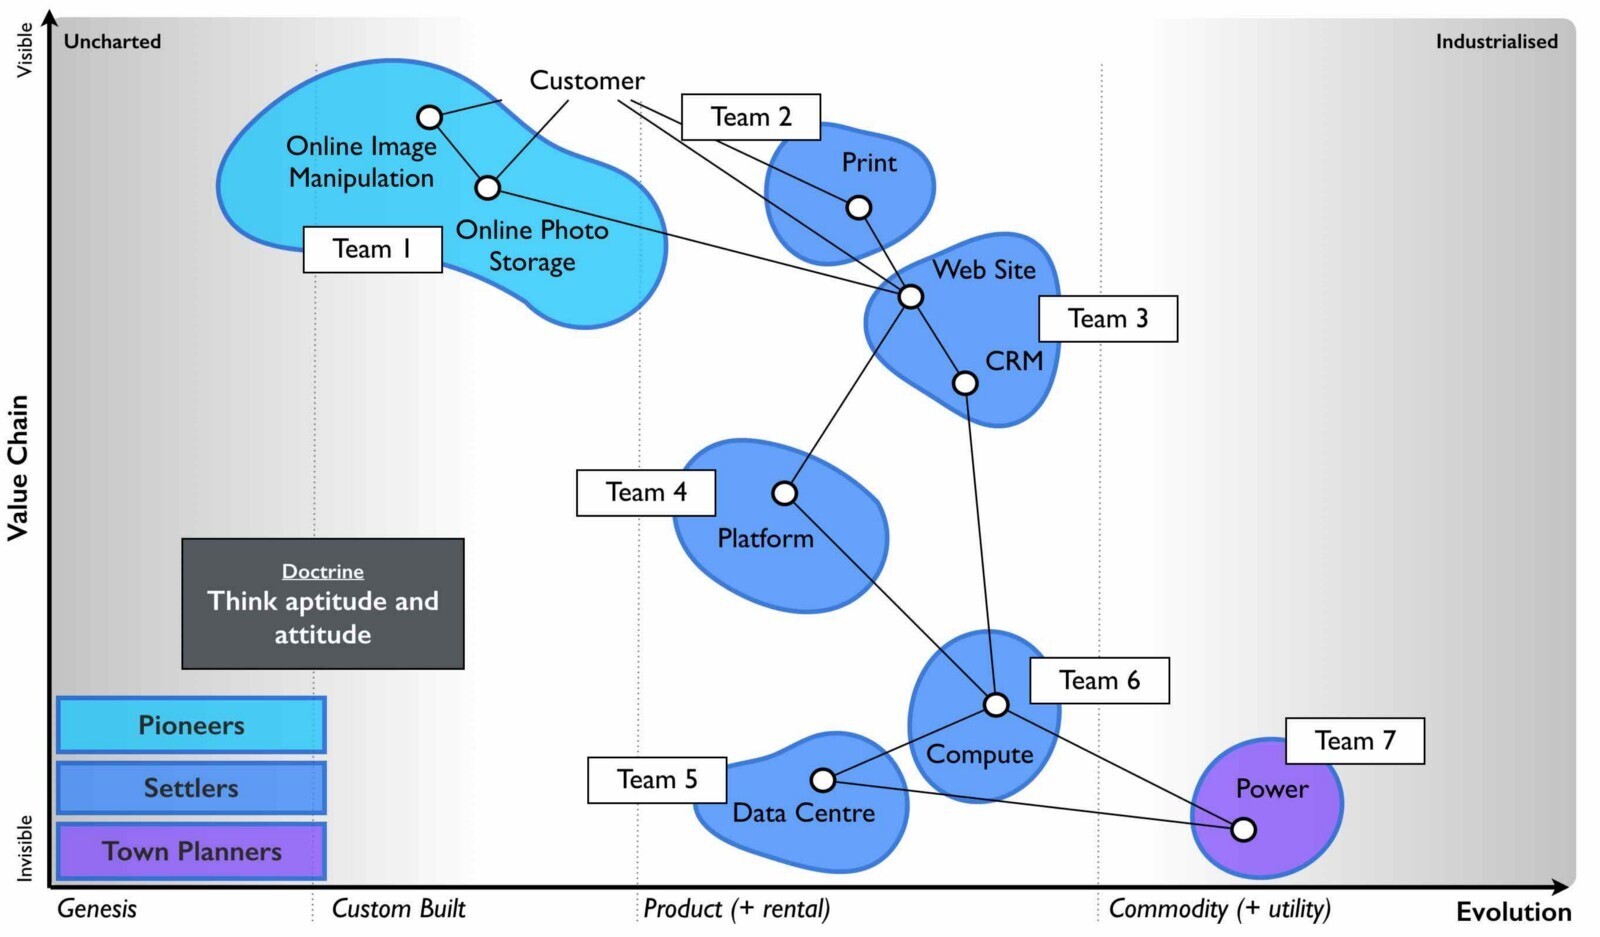 Visible
Uncharted
Industrialised
Customer
Team 2
Online Image
Manipulation
Print
Team 1
Online Photo
Storage
Web Site
Team 3
CRM
Value Chain
Team 4
Platform
Doctrine
Think aptitude and
attitude
Team 6
Pioneers
Team 7
Compute
Team 5
Settlers
Power
Data Centre
Town Planners
Invisible
Genesis
Custom Built
Product (+ rental)
Commodity (+ utility)
Evolution